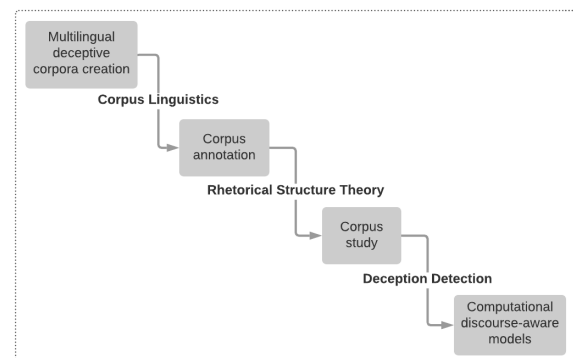 Multilingual
deceptive
corpora creation
Corpus Linguistics
Corpus
annotation
Rhetorical Structure Theory
Corpus
study
Deception Detection
Computational
discourse-aware
models